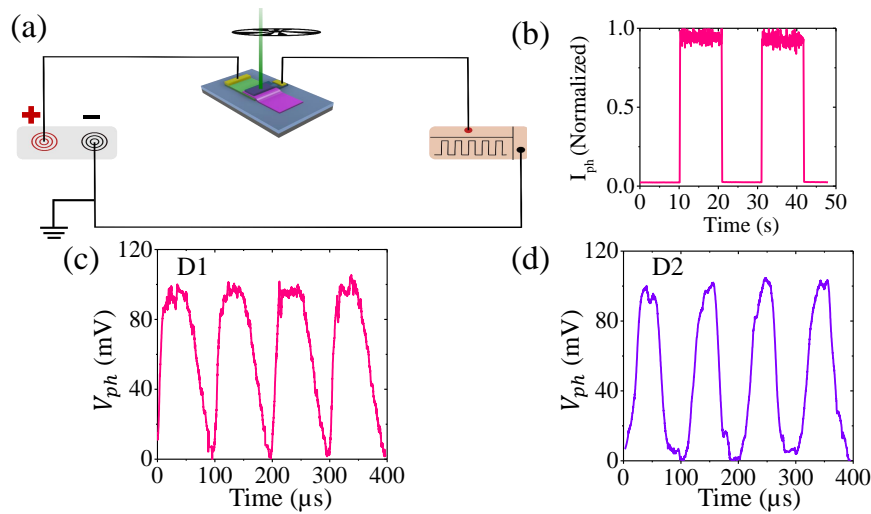 (a)
+ −
(b)
I_ph (Normalized)
1.0
0.5
0.0
0 10 20 30 40 50
Time (s)
(c)
D1
V_ph (mV)
120
80
40
0
0 100 200 300 400
Time (µs)
(d)
D2
V_ph (mV)
120
80
40
0
0 100 200 300 400
Time (µs)